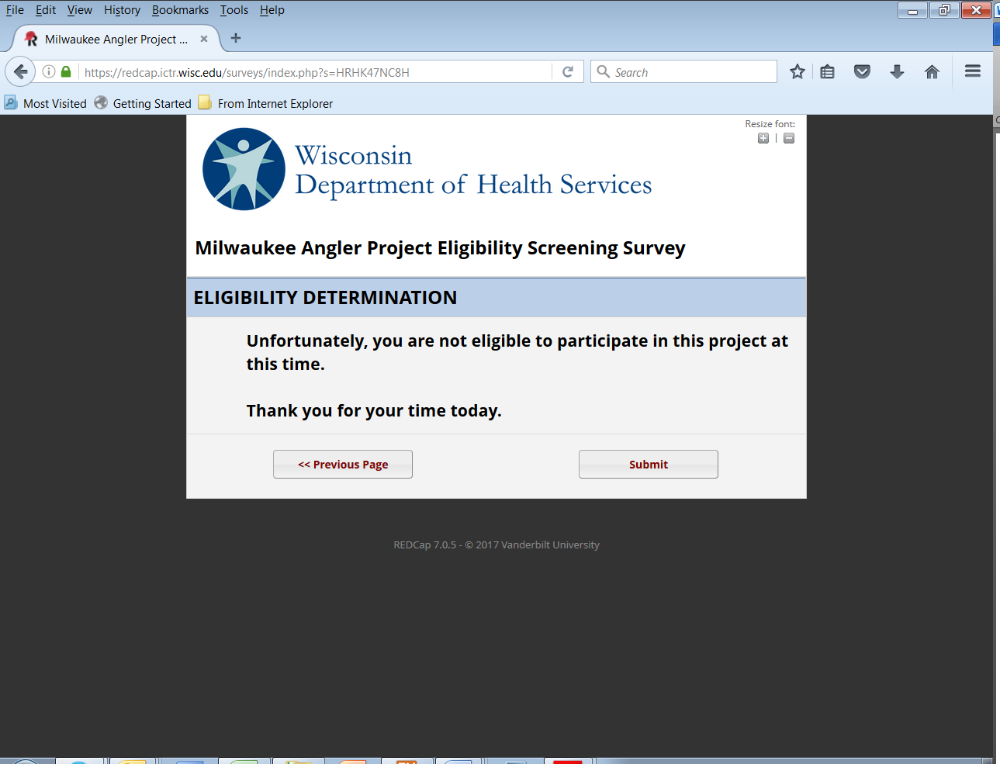 File Edit View History Bookmarks Tools Help
Milwaukee Angler Project ...
https://redcap.ictr.wisc.edu/surveys/index.php?s=HRHK47NC8H
Search
Most Visited Getting Started From Internet Explorer
Resize font:
+ | −
Wisconsin
Department of Health Services
Milwaukee Angler Project Eligibility Screening Survey
ELIGIBILITY DETERMINATION
Unfortunately, you are not eligible to participate in this project at
this time.
Thank you for your time today.
<< Previous Page Submit
REDCap 7.0.5 - © 2017 Vanderbilt University